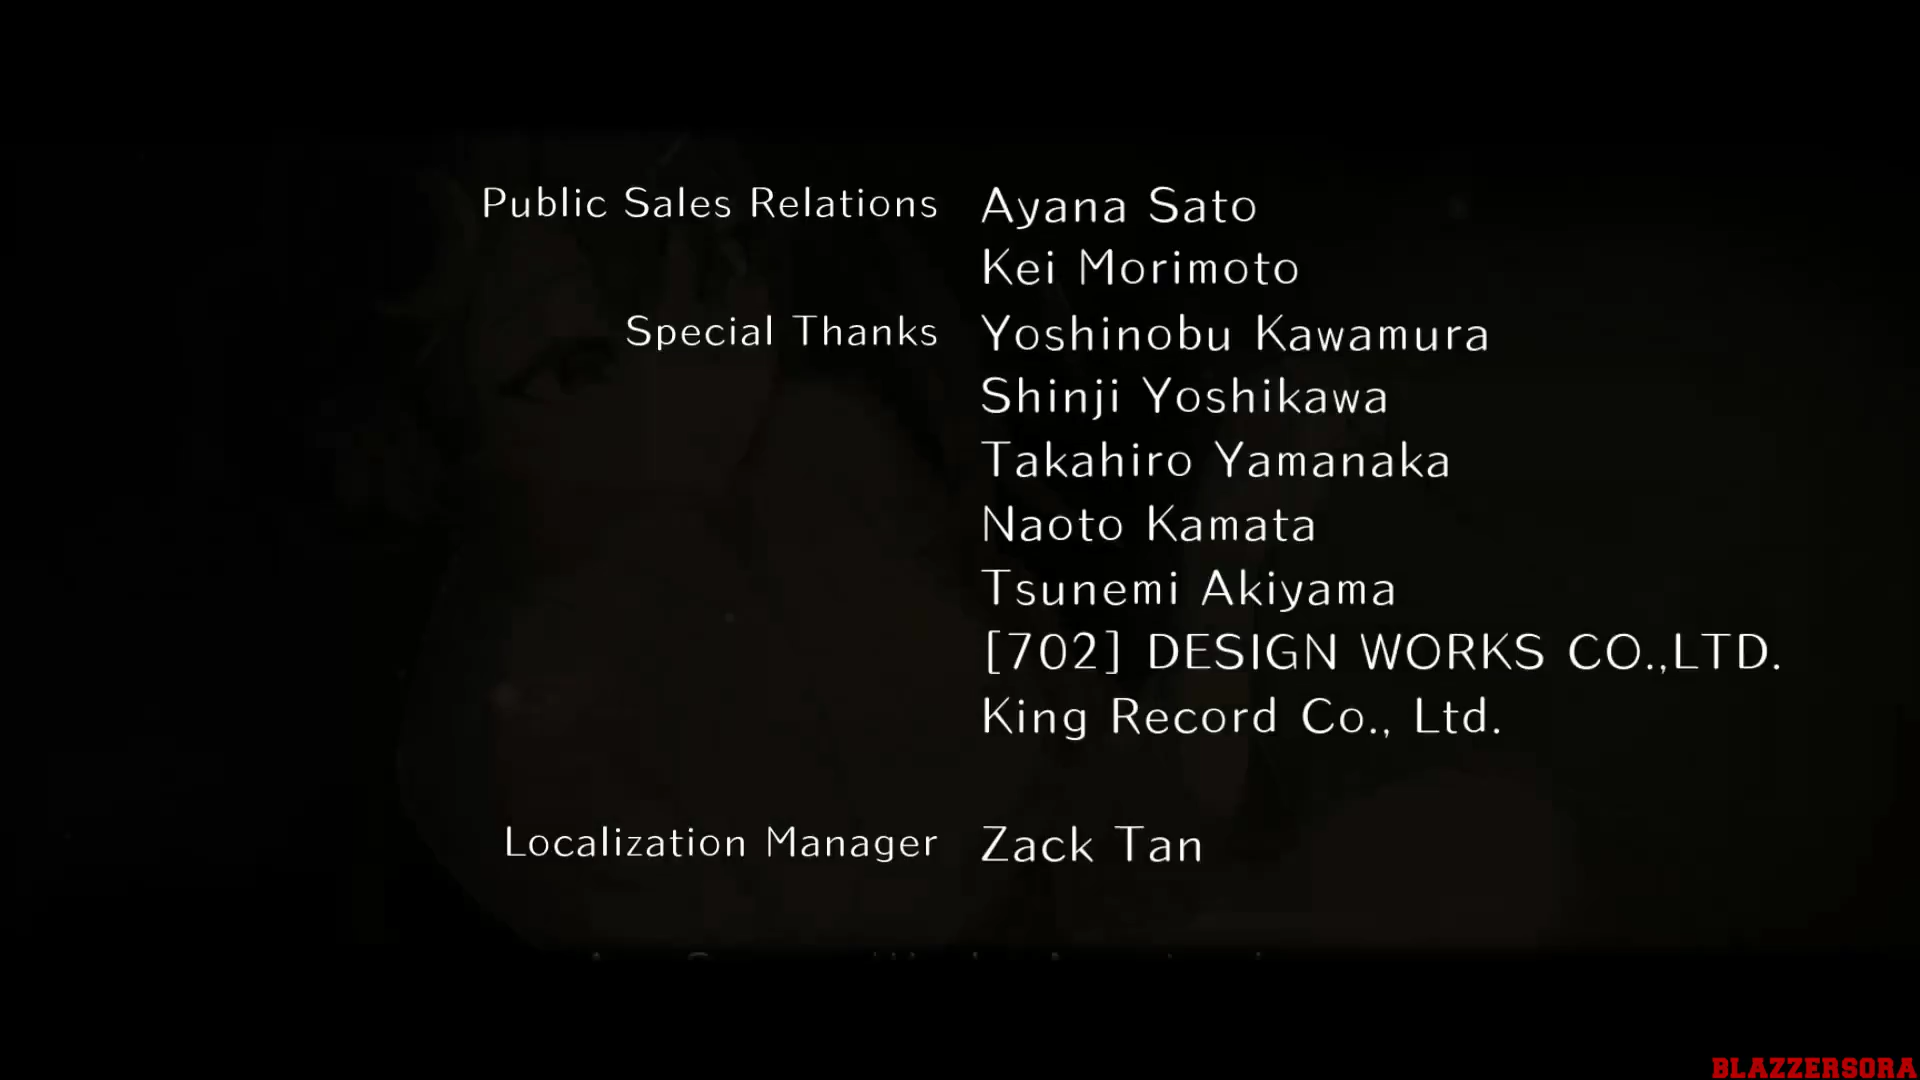 Public Sales Relations Ayana Sato
Kei Morimoto
Special Thanks Yoshinobu Kawamura
Shinji Yoshikawa
Takahiro Yamanaka
Naoto Kamata
Tsunemi Akiyama
[702] DESIGN WORKS CO.,LTD.
King Record Co., Ltd.
Localization Manager Zack Tan
BLAZZERSORA